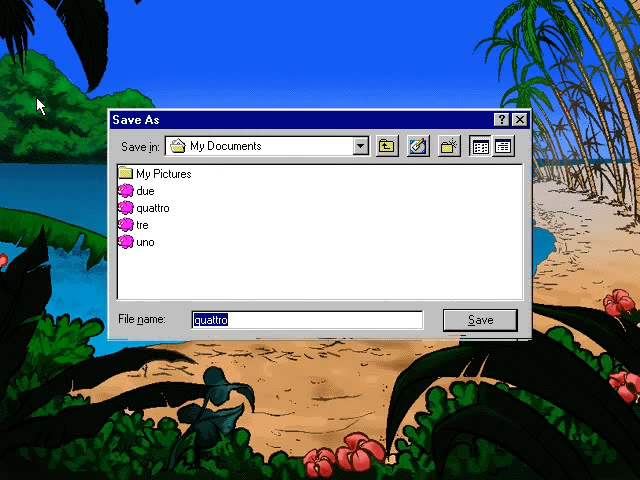 Save As
Save in: My Documents
My Pictures
due
quattro
tre
uno
File name: quattro Save